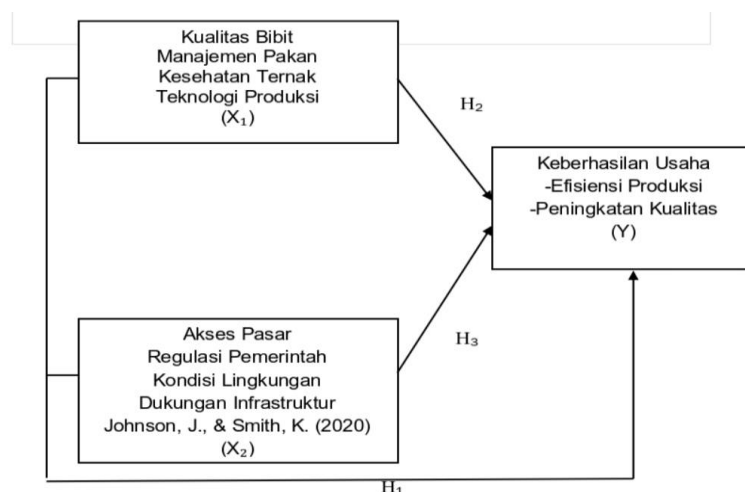 Kualitas Bibit
Manajemen Pakan
Kesehatan Ternak
Teknologi Produksi
(X₁)
H₂
Keberhasilan Usaha
-Efisiensi Produksi
-Peningkatan Kualitas
(Y)
Akses Pasar
Regulasi Pemerintah
Kondisi Lingkungan
Dukungan Infrastruktur
Johnson, J., & Smith, K. (2020)
(X₂)
H₃
H₁